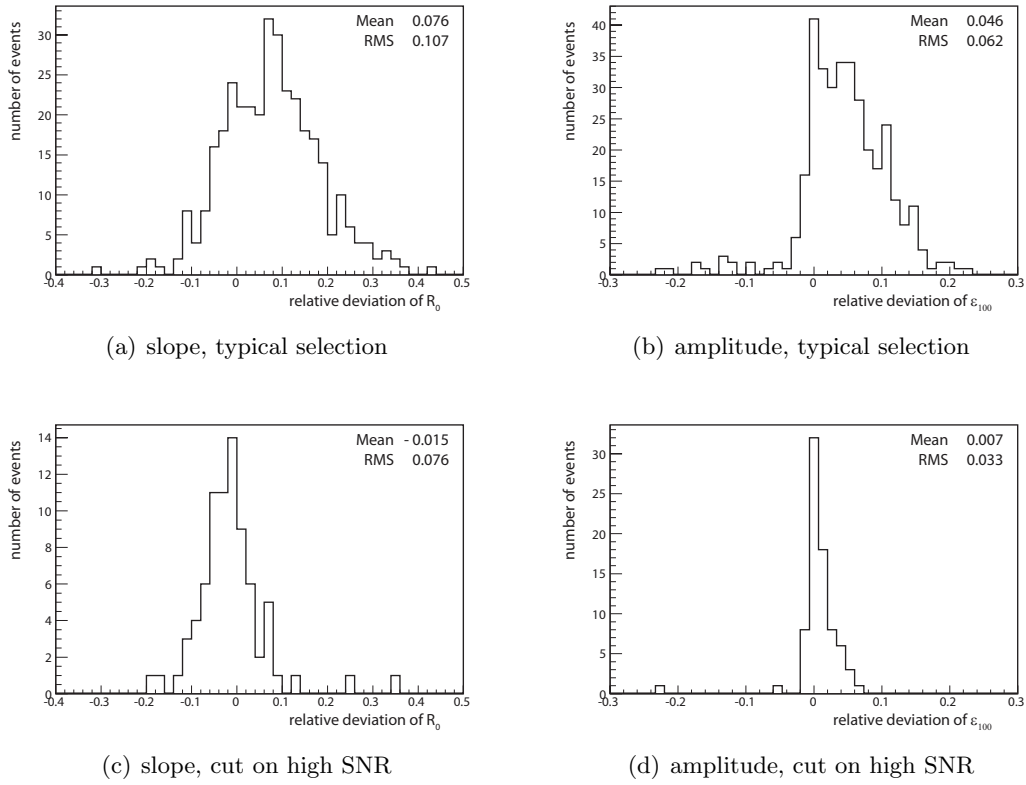 Mean 0.076
RMS 0.107
number of events
30
25
20
15
10
5
0
-0.4 -0.3 -0.2 -0.1 0 0.1 0.2 0.3 0.4 0.5
relative deviation of R₀
(a) slope, typical selection
Mean 0.046
RMS 0.062
number of events
40
35
30
25
20
15
10
5
0
-0.3 -0.2 -0.1 0 0.1 0.2 0.3
relative deviation of ε₁₀₀
(b) amplitude, typical selection
Mean - 0.015
RMS 0.076
number of events
14
12
10
8
6
4
2
0
-0.4 -0.3 -0.2 -0.1 0 0.1 0.2 0.3 0.4 0.5
relative deviation of R₀
(c) slope, cut on high SNR
Mean 0.007
RMS 0.033
number of events
30
25
20
15
10
5
0
-0.3 -0.2 -0.1 0 0.1 0.2 0.3
relative deviation of ε₁₀₀
(d) amplitude, cut on high SNR